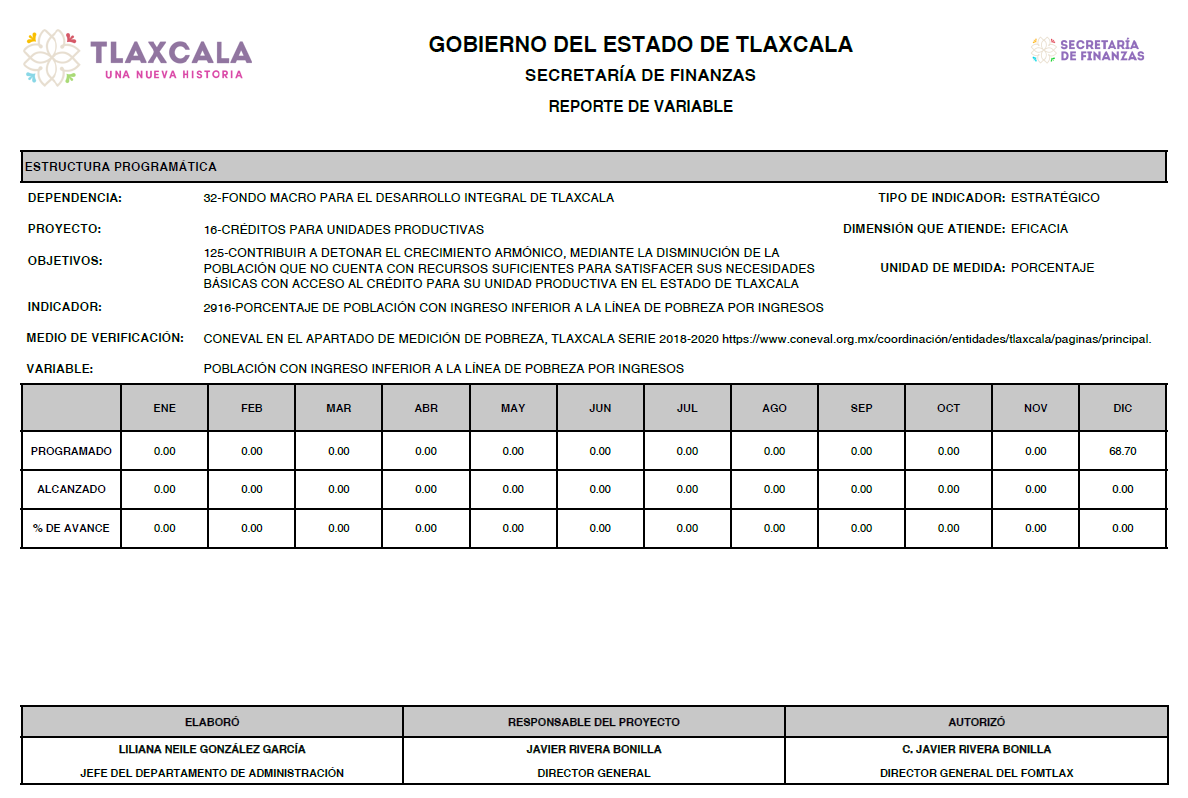 TLAXCALA
UNA NUEVA HISTORIA
GOBIERNO DEL ESTADO DE TLAXCALA
SECRETARÍA DE FINANZAS
REPORTE DE VARIABLE
SECRETARÍA
DE FINANZAS
ESTRUCTURA PROGRAMÁTICA
DEPENDENCIA: 32-FONDO MACRO PARA EL DESARROLLO INTEGRAL DE TLAXCALA TIPO DE INDICADOR: ESTRATÉGICO
PROYECTO: 16-CRÉDITOS PARA UNIDADES PRODUCTIVAS DIMENSIÓN QUE ATIENDE: EFICACIA
OBJETIVOS: 125-CONTRIBUIR A DETONAR EL CRECIMIENTO ARMÓNICO, MEDIANTE LA DISMINUCIÓN DE LA
POBLACIÓN QUE NO CUENTA CON RECURSOS SUFICIENTES PARA SATISFACER SUS NECESIDADES
BÁSICAS CON ACCESO AL CRÉDITO PARA SU UNIDAD PRODUCTIVA EN EL ESTADO DE TLAXCALA
UNIDAD DE MEDIDA: PORCENTAJE
INDICADOR: 2916-PORCENTAJE DE POBLACIÓN CON INGRESO INFERIOR A LA LÍNEA DE POBREZA POR INGRESOS
MEDIO DE VERIFICACIÓN: CONEVAL EN EL APARTADO DE MEDICIÓN DE POBREZA, TLAXCALA SERIE 2018-2020 https://www.coneval.org.mx/coordinación/entidades/tlaxcala/paginas/principal.
VARIABLE: POBLACIÓN CON INGRESO INFERIOR A LA LÍNEA DE POBREZA POR INGRESOS
ENE FEB MAR ABR MAY JUN JUL AGO SEP OCT NOV DIC
PROGRAMADO 0.00 0.00 0.00 0.00 0.00 0.00 0.00 0.00 0.00 0.00 0.00 68.70
ALCANZADO 0.00 0.00 0.00 0.00 0.00 0.00 0.00 0.00 0.00 0.00 0.00 0.00
% DE AVANCE 0.00 0.00 0.00 0.00 0.00 0.00 0.00 0.00 0.00 0.00 0.00 0.00
ELABORÓ RESPONSABLE DEL PROYECTO AUTORIZÓ
LILIANA NEILE GONZÁLEZ GARCÍA JAVIER RIVERA BONILLA C. JAVIER RIVERA BONILLA
JEFE DEL DEPARTAMENTO DE ADMINISTRACIÓN DIRECTOR GENERAL DIRECTOR GENERAL DEL FOMTLAX